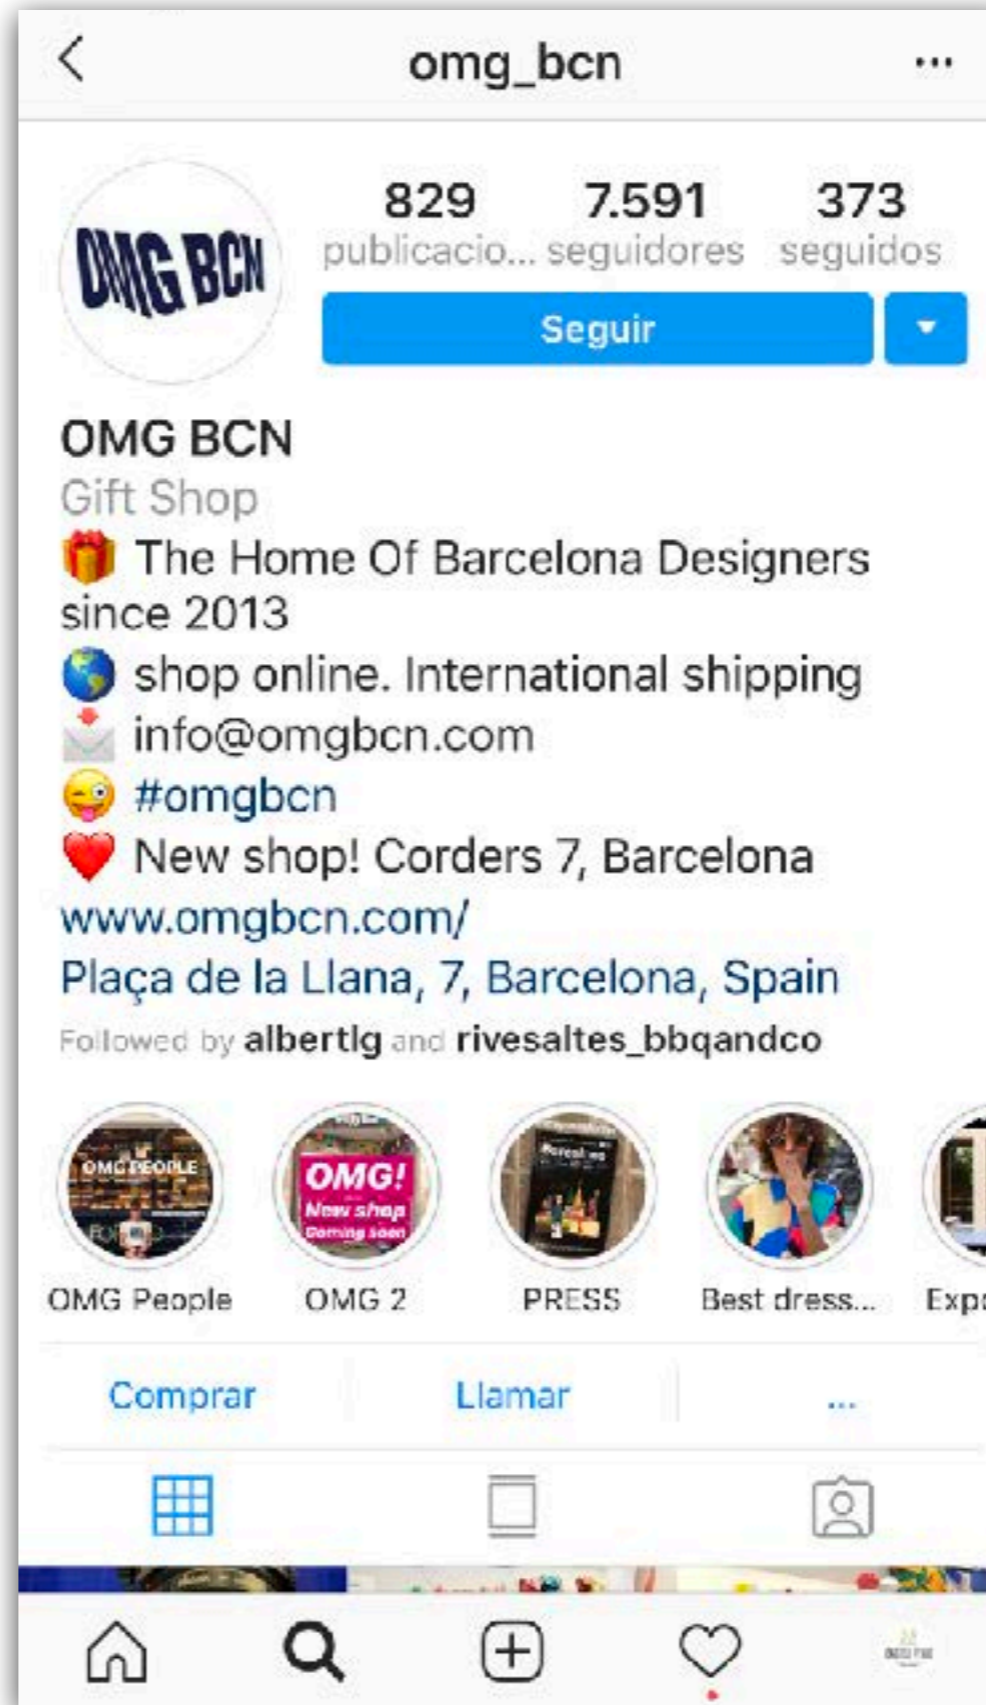 omg_bcn
...
OMG BCN
829 7.591 373
publicacio... seguidores seguidos
Seguir
OMG BCN
Gift Shop
🎁 The Home Of Barcelona Designers
since 2013
🌎 shop online. International shipping
📩 info@omgbcn.com
😜 #omgbcn
❤️ New shop! Corders 7, Barcelona
www.omgbcn.com/
Plaça de la Llana, 7, Barcelona, Spain
Followed by albertlg and rivesaltes_bbqandco
OMG PEOPLE
OMG!
New shop
Coming soon
Barcelona
OMG People OMG 2 PRESS Best dress... Expo
Comprar Llamar ...